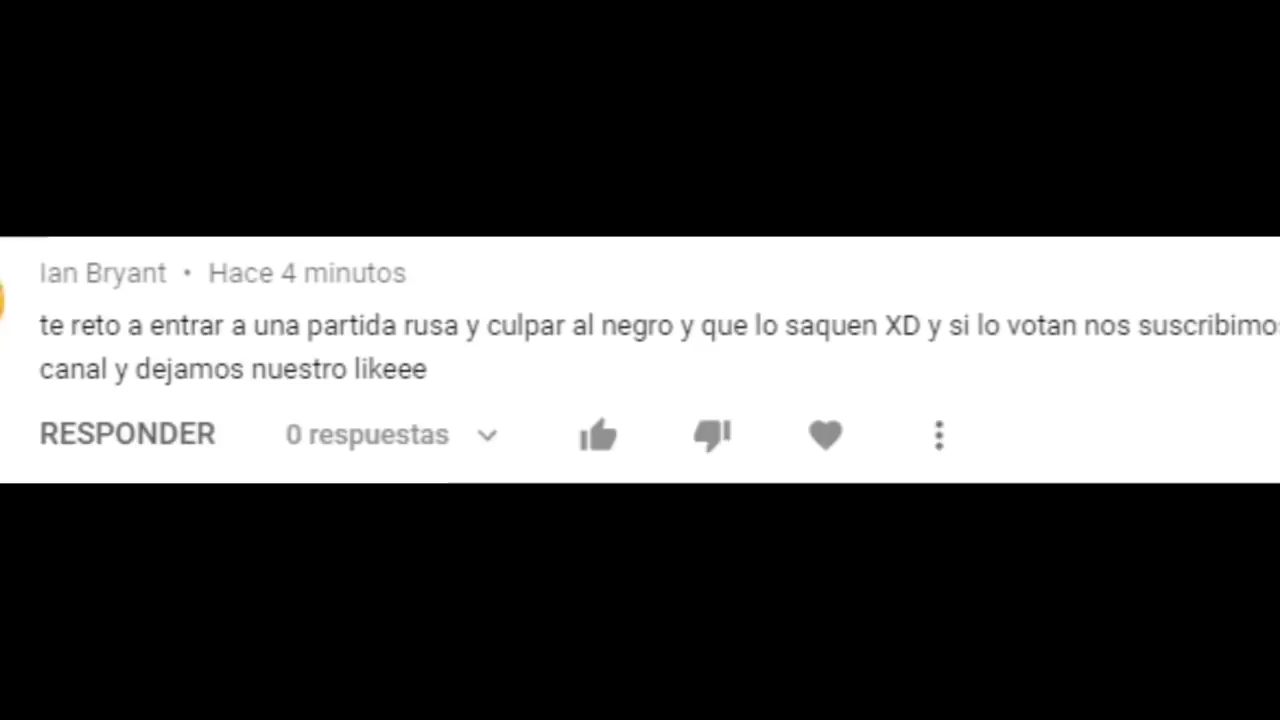 Ian Bryant • Hace 4 minutos
te reto a entrar a una partida rusa y culpar al negro y que lo saquen XD y si lo votan nos suscribimos
canal y dejamos nuestro likeee
RESPONDER 0 respuestas